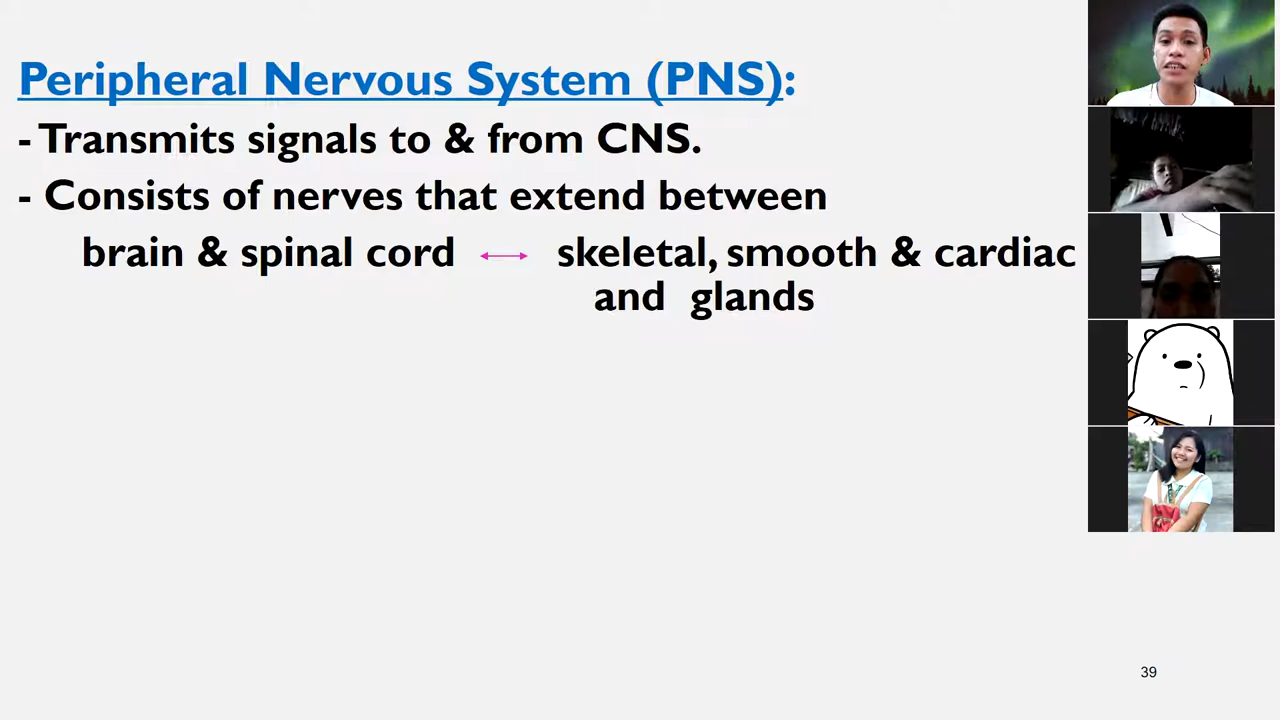 Peripheral Nervous System (PNS):
- Transmits signals to & from CNS.
- Consists of nerves that extend between
brain & spinal cord ↔ skeletal, smooth & cardiac
and glands
39